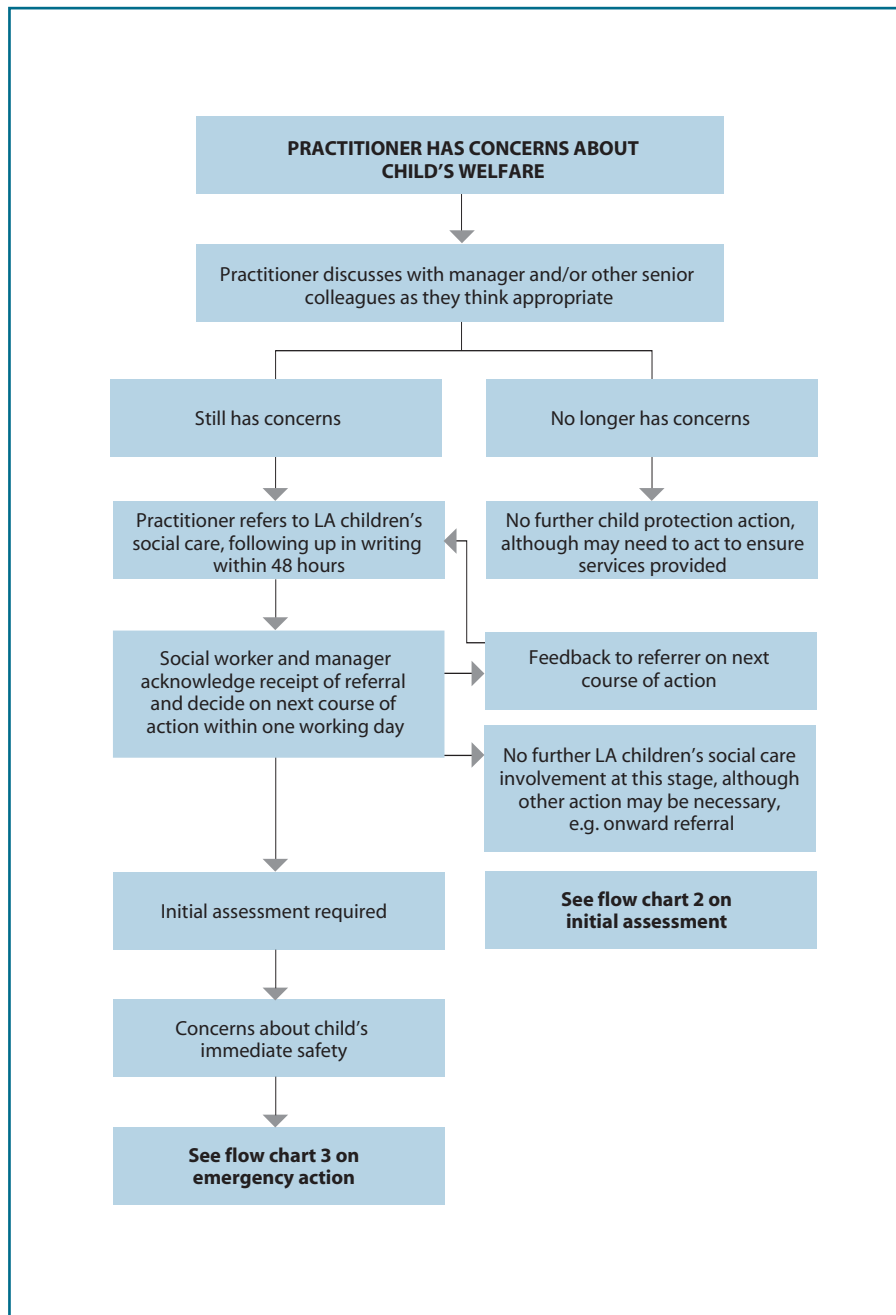 PRACTITIONER HAS CONCERNS ABOUT
CHILD’S WELFARE
Practitioner discusses with manager and/or other senior
colleagues as they think appropriate
Still has concerns
No longer has concerns
Practitioner refers to LA children’s
social care, following up in writing
within 48 hours
No further child protection action,
although may need to act to ensure
services provided
Social worker and manager
acknowledge receipt of referral
and decide on next course of
action within one working day
Feedback to referrer on next
course of action
No further LA children’s social care
involvement at this stage, although
other action may be necessary,
e.g. onward referral
Initial assessment required
See flow chart 2 on
initial assessment
Concerns about child’s
immediate safety
See flow chart 3 on
emergency action